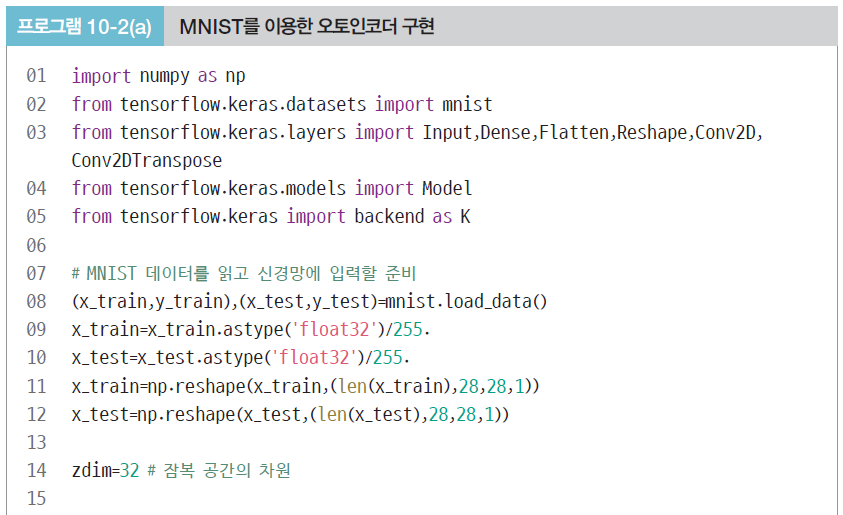 프로그램 10-2(a) MNIST를 이용한 오토인코더 구현
01 import numpy as np
02 from tensorflow.keras.datasets import mnist
03 from tensorflow.keras.layers import Input,Dense,Flatten,Reshape,Conv2D,
Conv2DTranspose
04 from tensorflow.keras.models import Model
05 from tensorflow.keras import backend as K
06
07 # MNIST 데이터를 읽고 신경망에 입력할 준비
08 (x_train,y_train),(x_test,y_test)=mnist.load_data()
09 x_train=x_train.astype('float32')/255.
10 x_test=x_test.astype('float32')/255.
11 x_train=np.reshape(x_train,(len(x_train),28,28,1))
12 x_test=np.reshape(x_test,(len(x_test),28,28,1))
13
14 zdim=32 # 잠복 공간의 차원
15